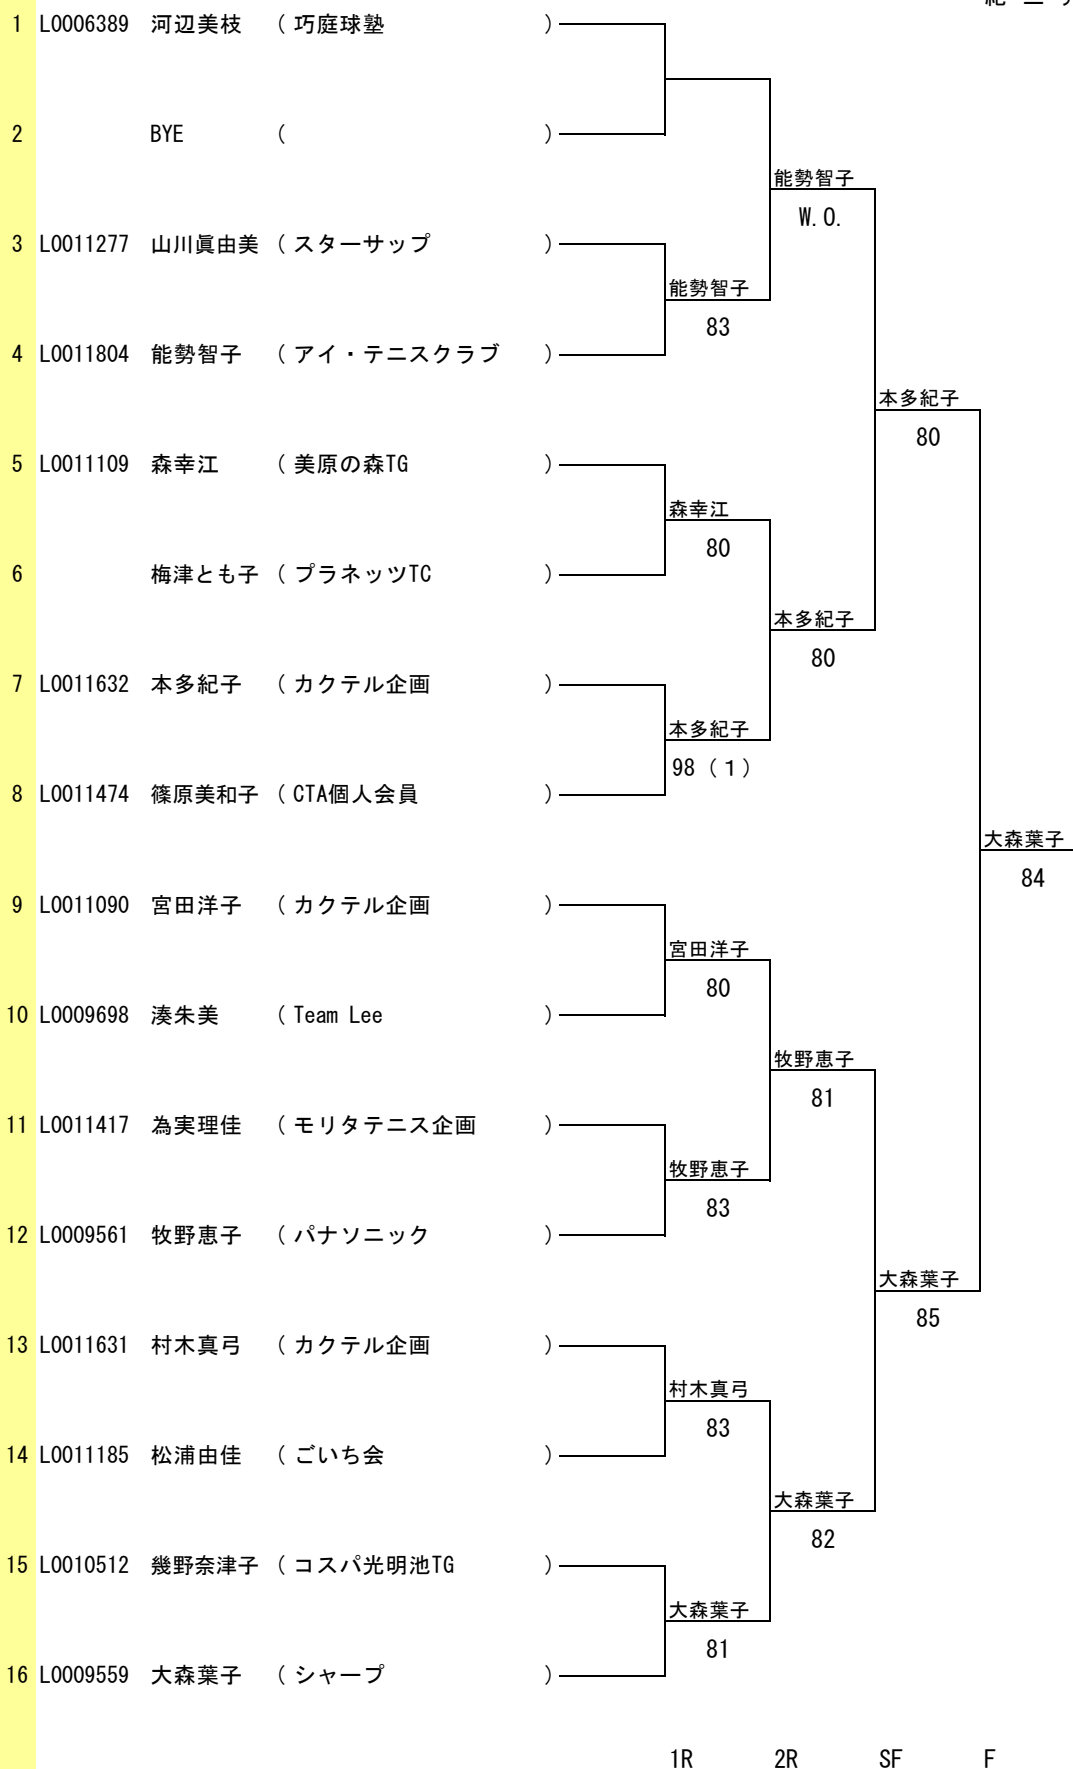 1 L0006389 河辺美枝 ( 巧庭球塾 )
2 BYE ( )
能勢智子
W.O.
3 L0011277 山川眞由美 ( スターサップ )
能勢智子
83
4 L0011804 能勢智子 ( アイ・テニスクラブ )
本多紀子
80
5 L0011109 森幸江 ( 美原の森TG )
森幸江
80
6 梅津とも子 ( プラネッツTC )
本多紀子
80
7 L0011632 本多紀子 ( カクテル企画 )
本多紀子
98（１）
8 L0011474 篠原美和子 ( CTA個人会員 )
大森葉子
84
9 L0011090 宮田洋子 ( カクテル企画 )
宮田洋子
80
10 L0009698 湊朱美 ( Team Lee )
牧野恵子
81
11 L0011417 為実理佳 ( モリタテニス企画 )
牧野恵子
83
12 L0009561 牧野恵子 ( パナソニック )
大森葉子
85
13 L0011631 村木真弓 ( カクテル企画 )
村木真弓
83
14 L0011185 松浦由佳 ( ごいち会 )
大森葉子
82
15 L0010512 幾野奈津子 ( コスパ光明池TG )
大森葉子
81
16 L0009559 大森葉子 ( シャープ )
1R 2R SF F